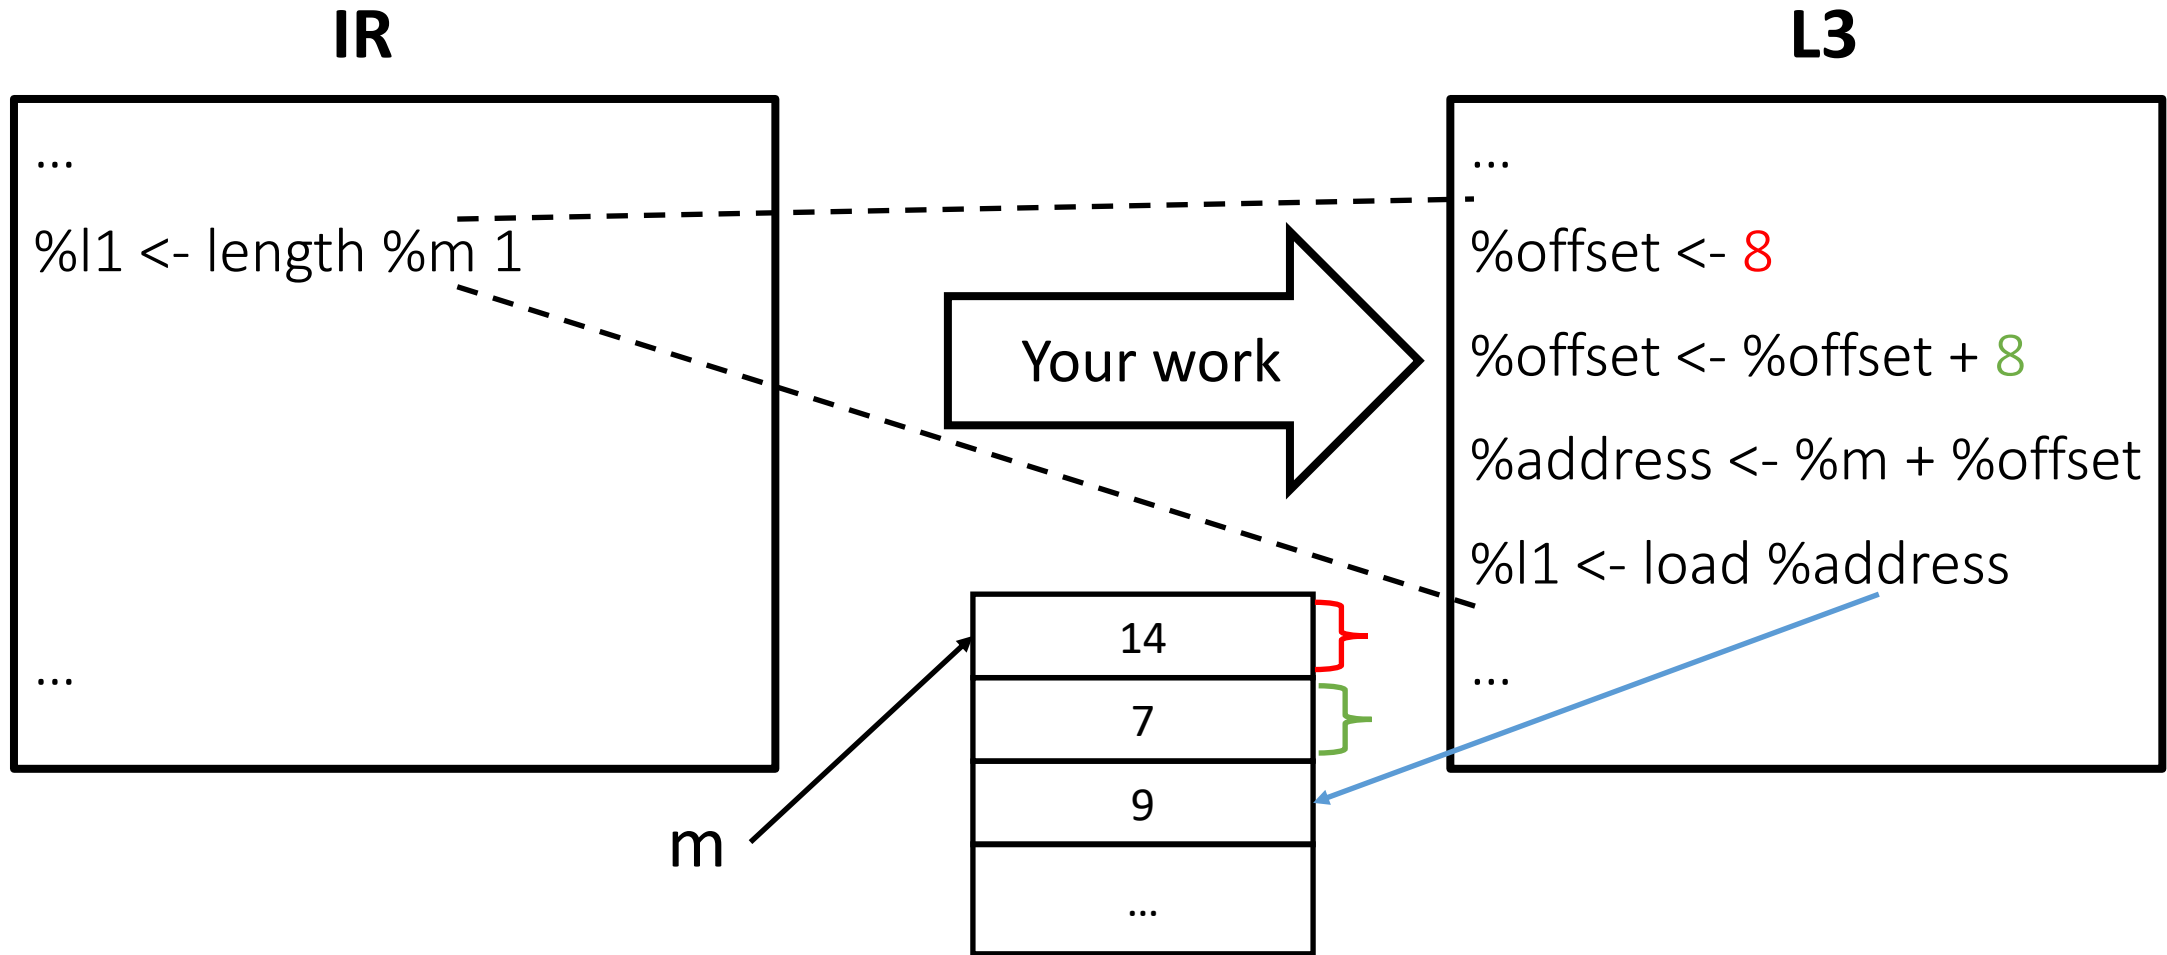 IR
...
%l1 <- length %m 1
...
Your work
m
14
7
9
...
L3
...
%offset <- 8
%offset <- %offset + 8
%address <- %m + %offset
%l1 <- load %address
...